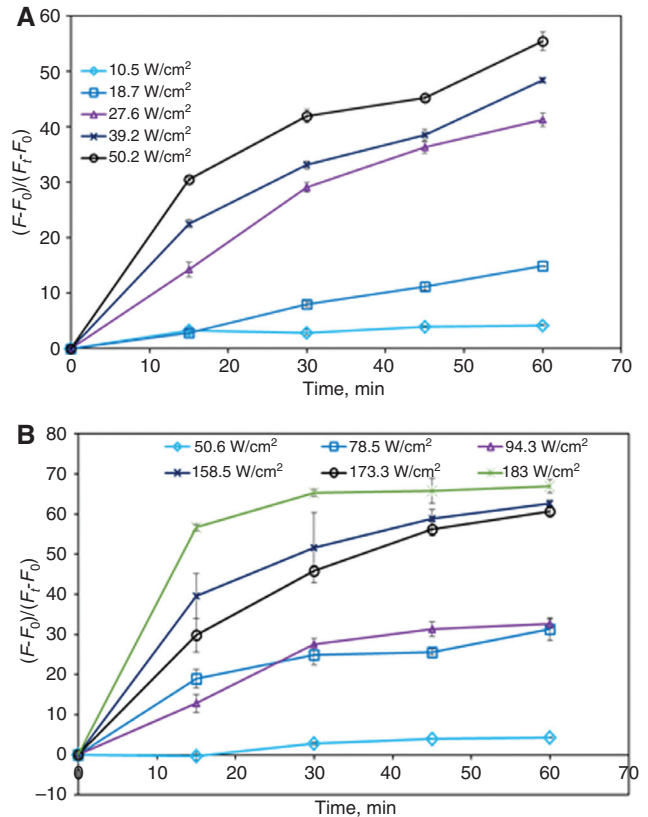 A
60
50
40
30
20
10
0
(F-F0)/(Ft-F0)
10.5 W/cm²
18.7 W/cm²
27.6 W/cm²
39.2 W/cm²
50.2 W/cm²
0 10 20 30 40 50 60 70
Time, min
B
80
70
60
50
40
30
20
10
0
–10
(F-F0)/(Ft-F0)
50.6 W/cm² 78.5 W/cm² 94.3 W/cm²
158.5 W/cm² 173.3 W/cm² 183 W/cm²
0 10 20 30 40 50 60 70
Time, min